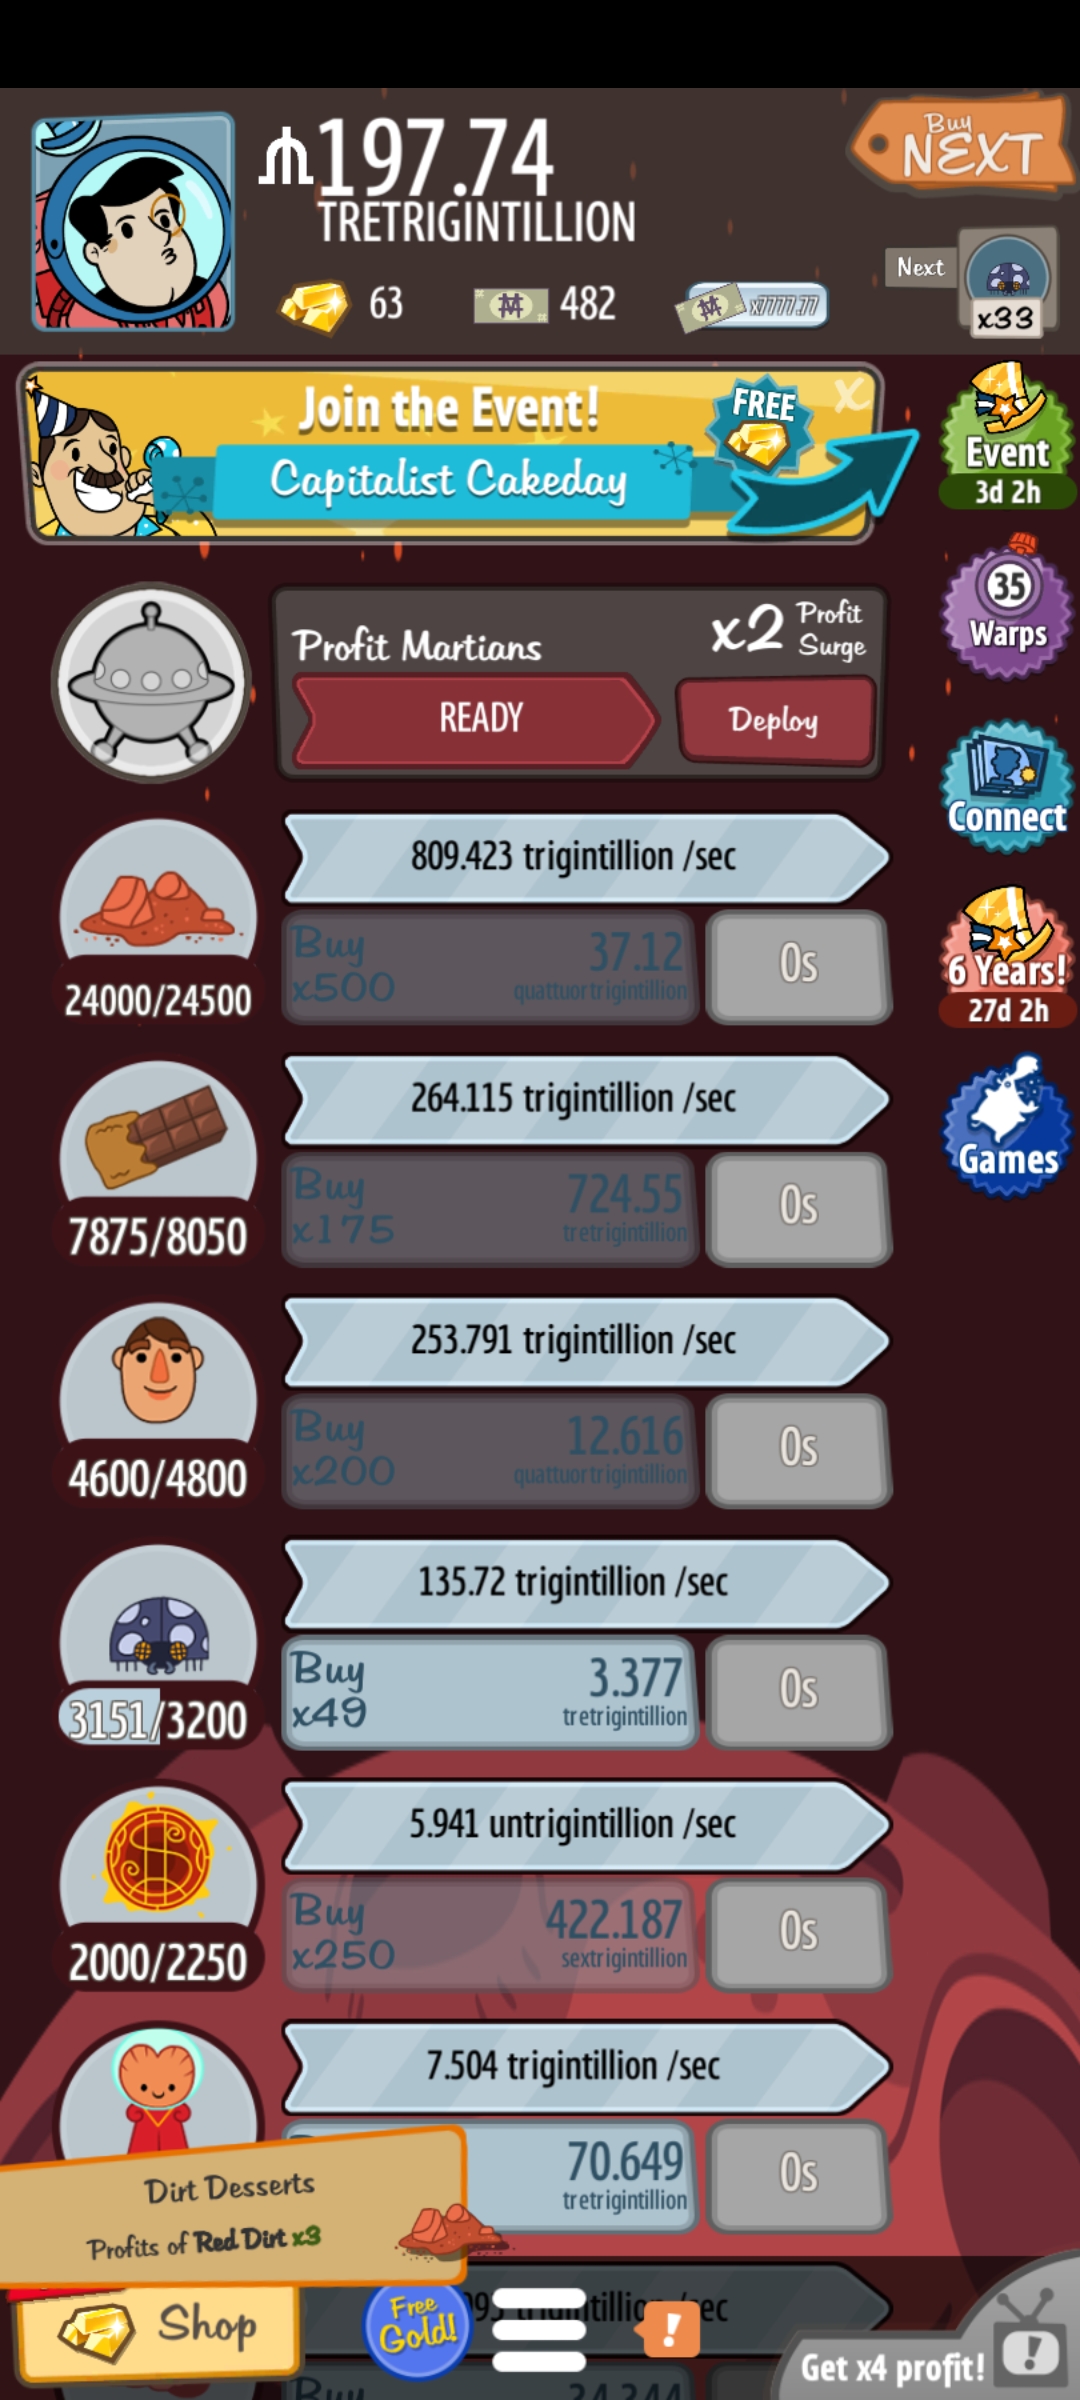 197.74
TRETRIGINTILLION
Buy
NEXT
63
482
x7777.77
Next
x33
Join the Event!
Capitalist Cakeday
FREE
x
Event
3d 2h
35
Warps
Profit Martians
x2 Profit
Surge
READY
Deploy
Connect
809.423 trigintillion /sec
Buy
x500
37.12
quattuortrigintillion
0s
24000/24500
6 Years!
27d 2h
264.115 trigintillion /sec
Buy
x175
724.55
tretrigintillion
0s
7875/8050
Games
253.791 trigintillion /sec
Buy
x200
12.616
quattuortrigintillion
0s
4600/4800
135.72 trigintillion /sec
Buy
x49
3.377
tretrigintillion
0s
3151/3200
5.941 untrigintillion /sec
Buy
x250
422.187
sextrigintillion
0s
2000/2250
7.504 trigintillion /sec
70.649
tretrigintillion
0s
Dirt Desserts
Profits of Red Dirt x3
Shop
Free
Gold!
!
Get x4 profit!
!
Buy
34.344